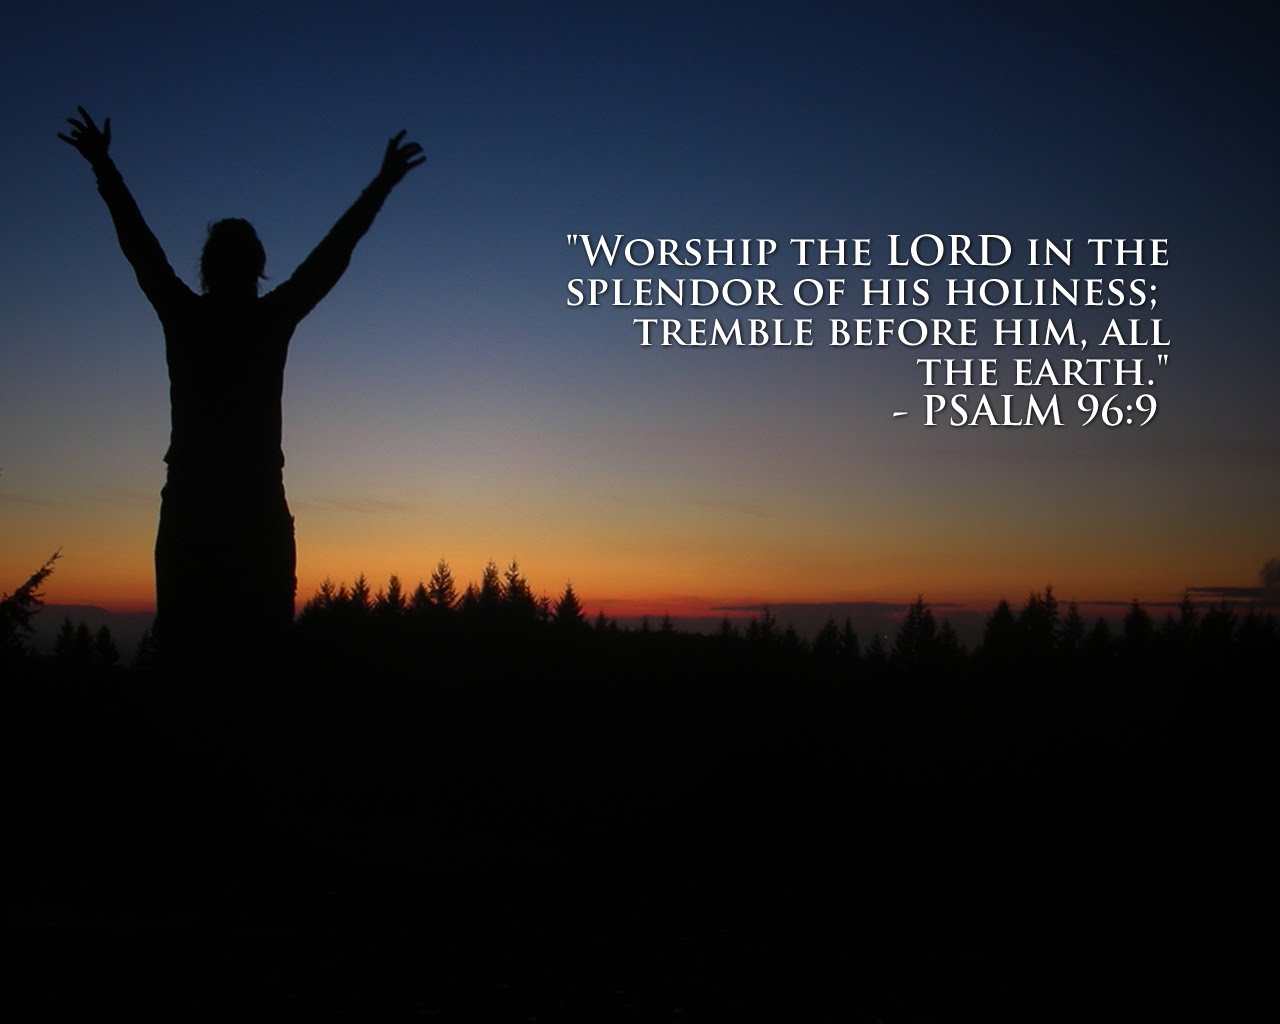 "Worship the LORD in the
splendor of his holiness;
tremble before him, all
the earth."
- PSALM 96:9